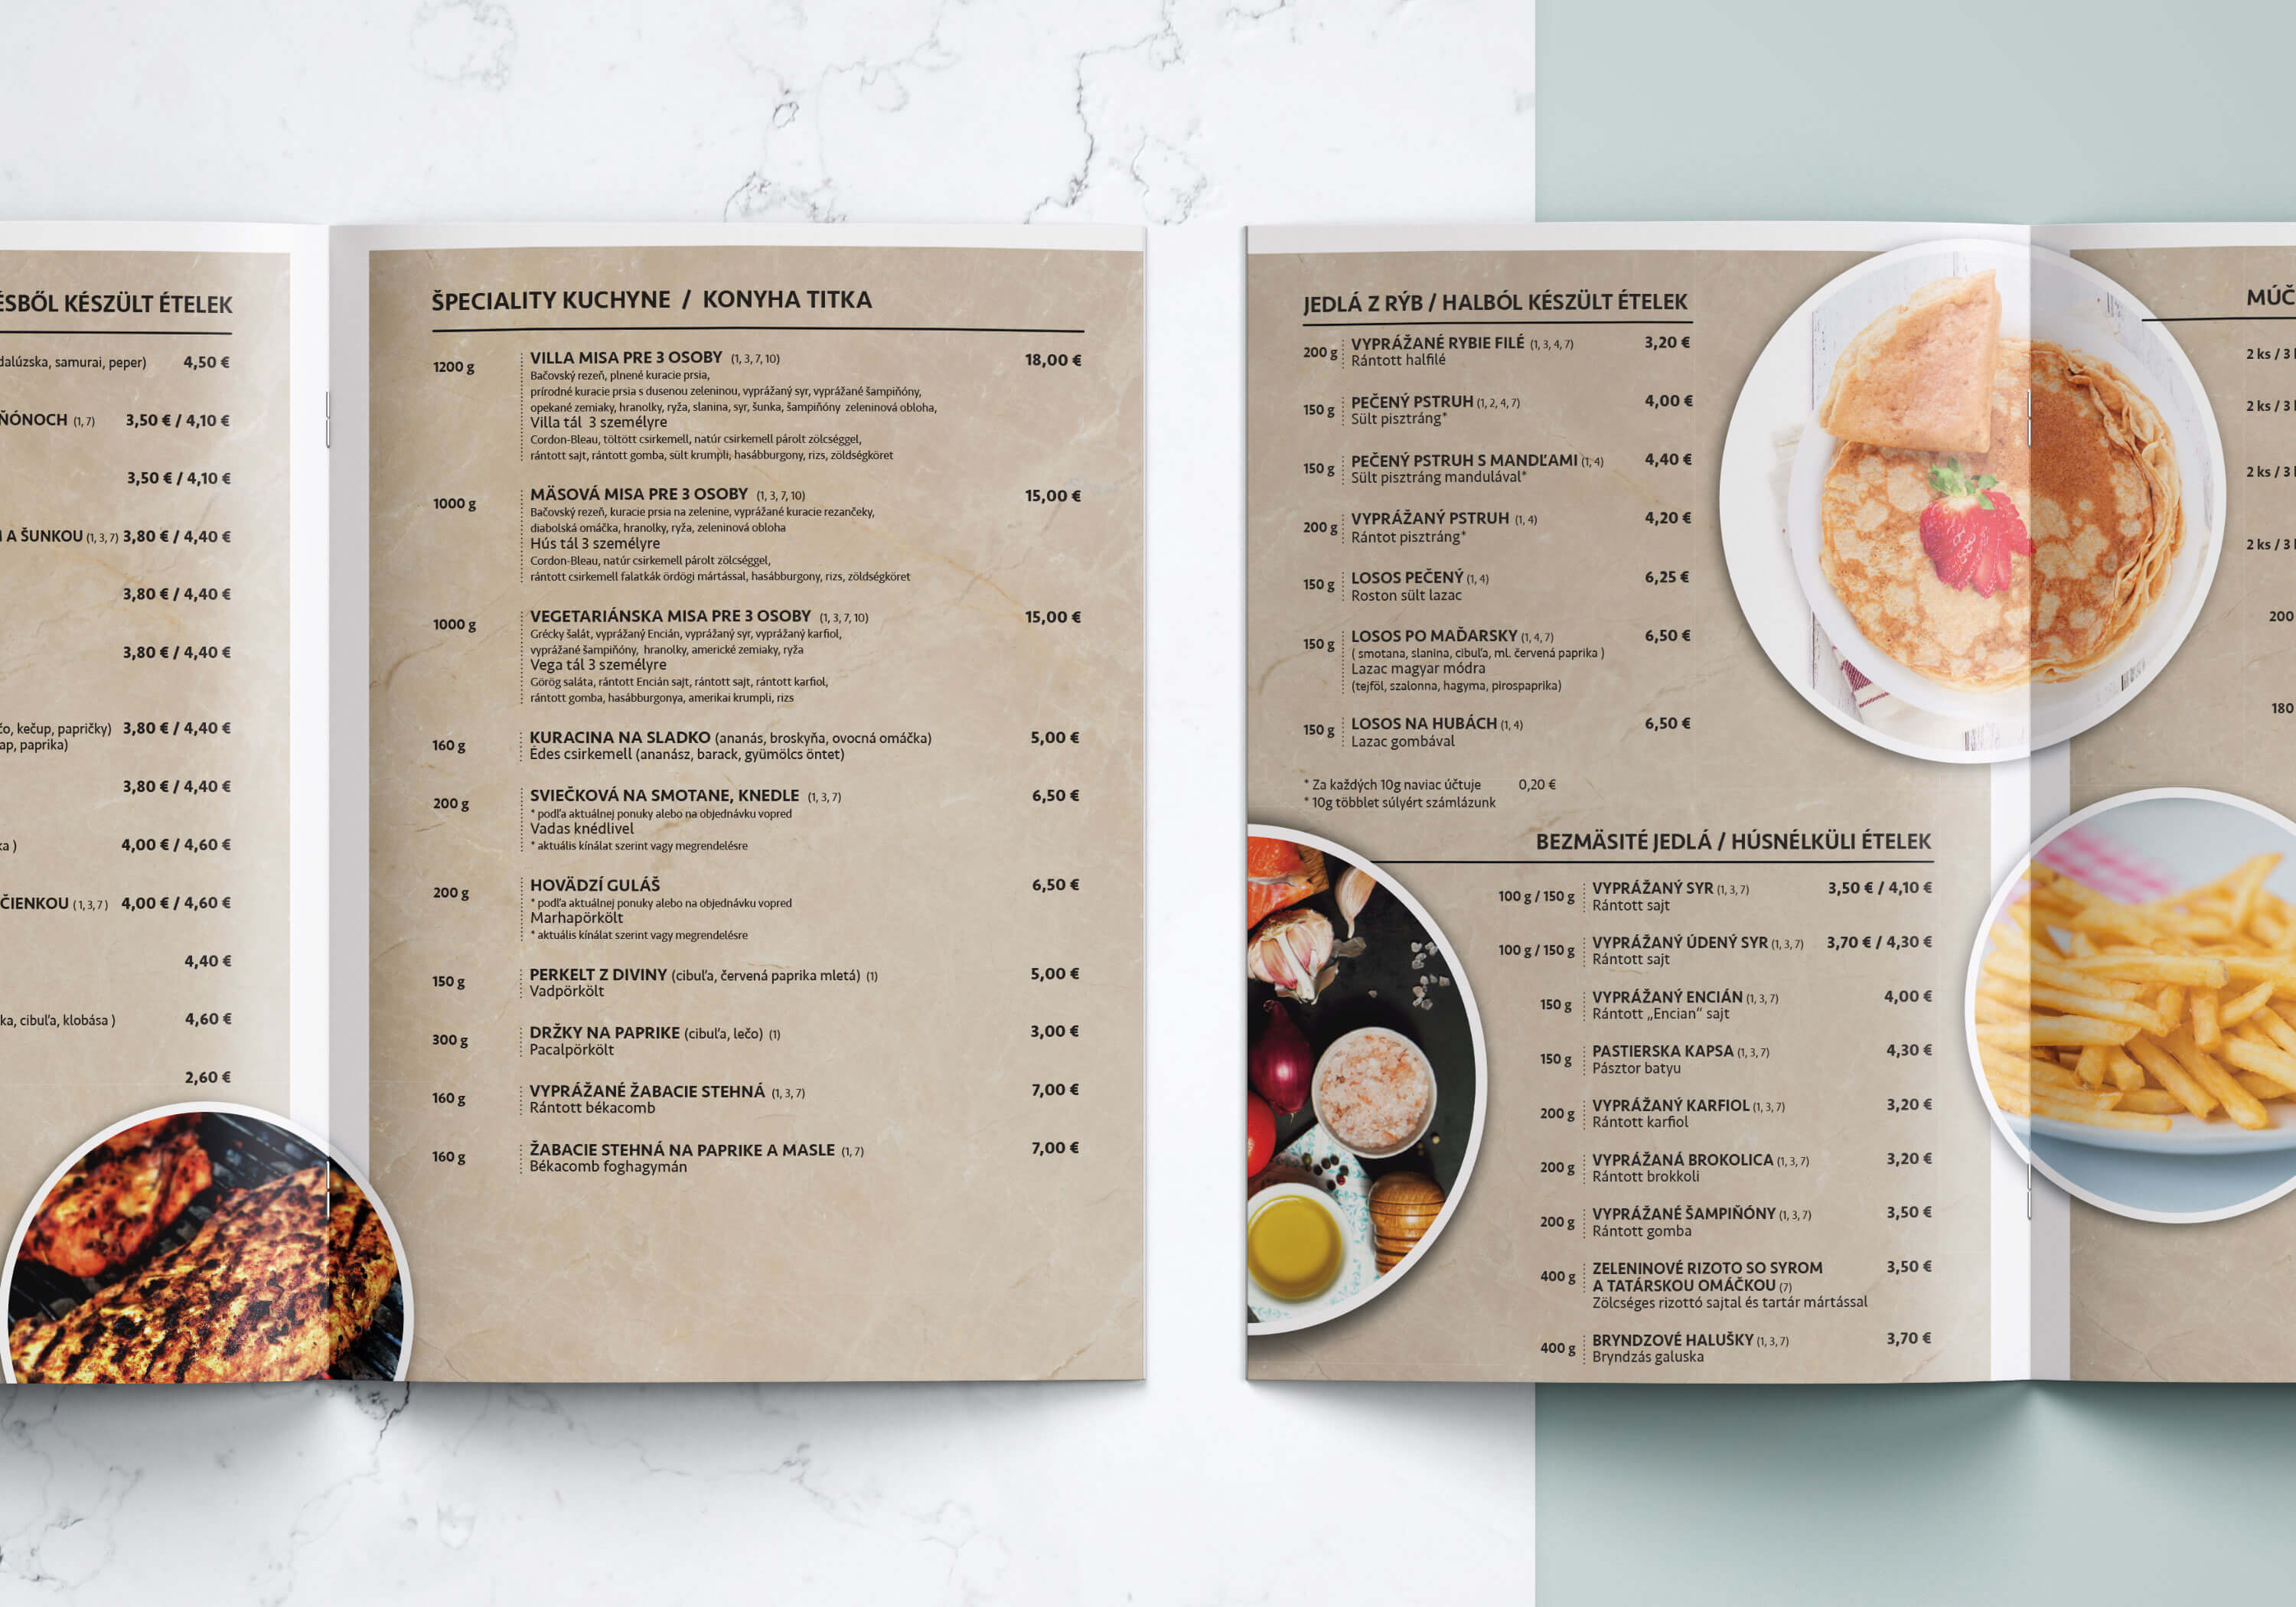 ÉSBŐL KÉSZÜLT ÉTELEK
dalúzska, samurai, peper) 4,50 €
ŇÓNOCH (1,7) 3,50 € / 4,10 €
3,50 € / 4,10 €
A ŠUNKOU (1, 3, 7) 3,80 € / 4,40 €
3,80 € / 4,40 €
3,80 € / 4,40 €
čo, kečup, papričky) 3,80 € / 4,40 €
ap, paprika)
3,80 € / 4,40 €
ka ) 4,00 € / 4,60 €
ČIENKOU (1,3,7) 4,00 € / 4,60 €
4,40 €
ka, cibuľa, klobása ) 4,60 €
2,60 €
ŠPECIALITY KUCHYNE / KONYHA TITKA
1200 g VILLA MISA PRE 3 OSOBY (1, 3, 7, 10) 18,00 €
Bačovský rezeň, plnené kuracie prsia,
prírodné kuracie prsia s dusenou zeleninou, vyprážaný syr, vyprážané šampiňóny,
opekané zemiaky, hranolky, ryža, slanina, syr, šunka, šampiňóny zeleninová obloha,
Villa tál 3 személyre
Cordon-Bleau, töltött csirkemell, natúr csirkemell párolt zölcséggel,
rántott sajt, rántott gomba, sült krumpli, hasábburgony, rizs, zöldségköret
1000 g MÄSOVÁ MISA PRE 3 OSOBY (1, 3, 7, 10) 15,00 €
Bačovský rezeň, kuracie prsia na zelenine, vyprážané kuracie rezančeky,
diabolská omáčka, hranolky, ryža, zeleninová obloha
Hús tál 3 személyre
Cordon-Bleau, natúr csirkemell párolt zölcséggel,
rántott csirkemell falatkák ördögi mártással, hasábburgony, rizs, zöldségköret
1000 g VEGETARIÁNSKA MISA PRE 3 OSOBY (1, 3, 7, 10) 15,00 €
Grécky šalát, vyprážaný Encián, vyprážaný syr, vyprážaný karfiol,
vyprážané šampiňóny, hranolky, americké zemiaky, ryža
Vega tál 3 személyre
Görög saláta, rántott Encián sajt, rántott sajt, rántott karfiol,
rántott gomba, hasábburgonya, amerikai krumpli, rizs
160 g KURACINA NA SLADKO (ananás, broskyňa, ovocná omáčka) 5,00 €
Édes csirkemell (ananász, barack, gyümölcs öntet)
200 g SVIEČKOVÁ NA SMOTANE, KNEDLE (1, 3, 7) 6,50 €
* podľa aktuálnej ponuky alebo na objednávku vopred
Vadas knédlivel
* aktuális kínálat szerint vagy megrendelésre
200 g HOVÄDZÍ GULÁŠ 6,50 €
* podľa aktuálnej ponuky alebo na objednávku vopred
Marhapörkölt
* aktuális kínálat szerint vagy megrendelésre
150 g PERKELT Z DIVINY (cibuľa, červená paprika mletá) (1) 5,00 €
Vadpörkölt
300 g DRŽKY NA PAPRIKE (cibuľa, lečo) (1) 3,00 €
Pacalpörkölt
160 g VYPRÁŽANÉ ŽABACIE STEHNÁ (1, 3, 7) 7,00 €
Rántott békacomb
160 g ŽABACIE STEHNÁ NA PAPRIKE A MASLE (1, 7) 7,00 €
Békacomb foghagymán
JEDLÁ Z RÝB / HALBÓL KÉSZÜLT ÉTELEK
200 g VYPRÁŽANÉ RYBIE FILÉ (1, 3, 4, 7) 3,20 €
Rántott halfilé
150 g PEČENÝ PSTRUH (1, 2, 4, 7) 4,00 €
Sült pisztráng*
150 g PEČENÝ PSTRUH S MANDĽAMI (1, 4) 4,40 €
Sült pisztráng mandulával*
200 g VYPRÁŽANÝ PSTRUH (1, 4) 4,20 €
Rántot pisztráng*
150 g LOSOS PEČENÝ (1, 4) 6,25 €
Roston sült lazac
150 g LOSOS PO MAĎARSKY (1, 4, 7) 6,50 €
( smotana, slanina, cibuľa, ml. červená paprika )
Lazac magyar módra
(tejföl, szalonna, hagyma, pirospaprika)
150 g LOSOS NA HUBÁCH (1, 4) 6,50 €
Lazac gombával
* Za každých 10g naviac účtuje 0,20 €
* 10g többlet súlyért számlázunk
BEZMÄSITÉ JEDLÁ / HÚSNÉLKÜLI ÉTELEK
100 g / 150 g VYPRÁŽANÝ SYR (1, 3, 7) 3,50 € / 4,10 €
Rántott sajt
100 g / 150 g VYPRÁŽANÝ ÚDENÝ SYR (1, 3, 7) 3,70 € / 4,30 €
Rántott sajt
150 g VYPRÁŽANÝ ENCIÁN (1, 3, 7) 4,00 €
Rántott „Encian“ sajt
150 g PASTIERSKA KAPSA (1, 3, 7) 4,30 €
Pásztor batyu
200 g VYPRÁŽANÝ KARFIOL (1, 3, 7) 3,20 €
Rántott karfiol
200 g VYPRÁŽANÁ BROKOLICA (1, 3, 7) 3,20 €
Rántott brokkoli
200 g VYPRÁŽANÉ ŠAMPIŇÓNY (1, 3, 7) 3,50 €
Rántott gomba
400 g ZELENINOVÉ RIZOTO SO SYROM 3,50 €
A TATÁRSKOU OMÁČKOU (7)
Zölcséges rizottó sajtal és tartár mártással
400 g BRYNDZOVÉ HALUŠKY (1, 3, 7) 3,70 €
Bryndzás galuska
MÚČ
2 ks / 3
2 ks / 3
2 ks / 3
2 ks / 3
200
180